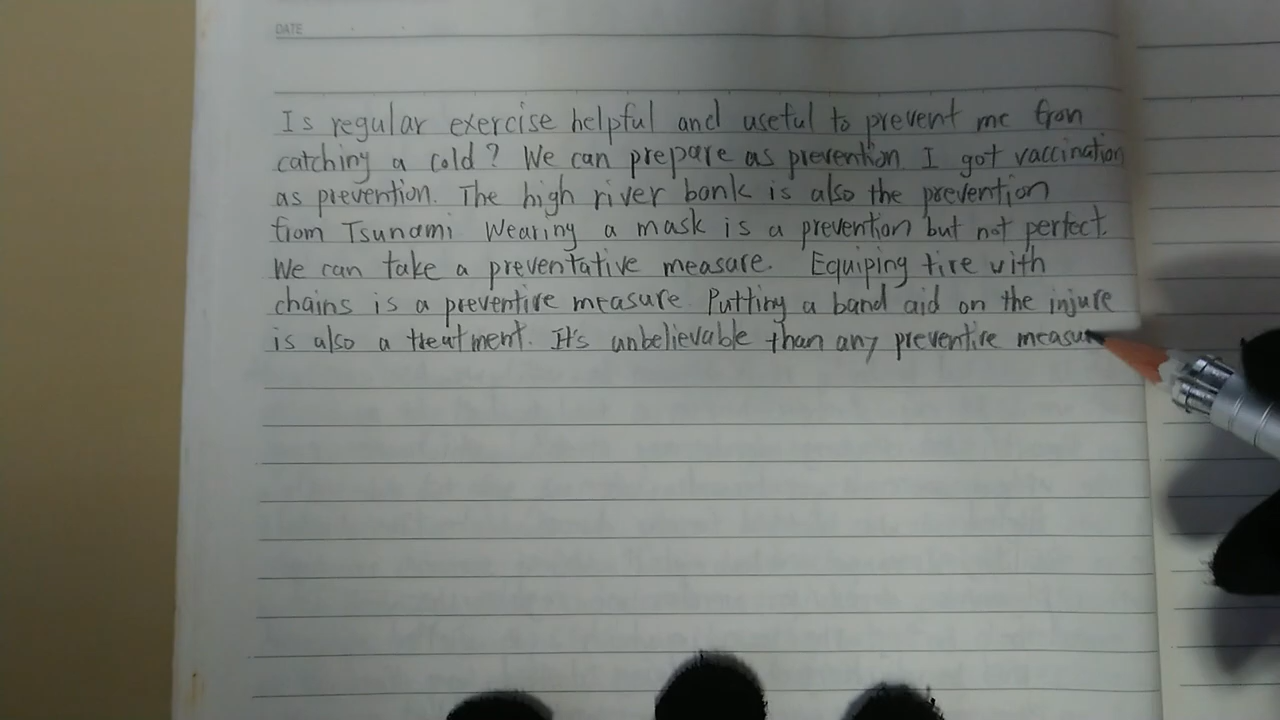 DATE
Is regular exercise helpful and useful to prevent me from
catching a cold? We can prepare as prevention. I got vaccination
as prevention. The high river bank is also the prevention
from Tsunami. Wearing a mask is a prevention but not perfect.
We can take a preventative measure. Equiping tire with
chains is a preventive measure. Putting a band aid on the injure
is also a treatment. It's unbelievable than any preventive measu